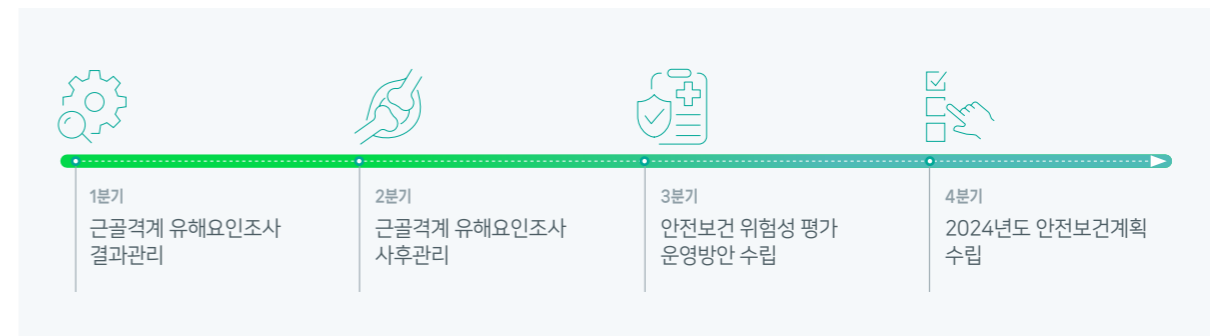 1분기
근골격계 유해요인조사
결과관리
2분기
근골격계 유해요인조사
사후관리
3분기
안전보건 위험성 평가
운영방안 수립
4분기
2024년도 안전보건계획
수립